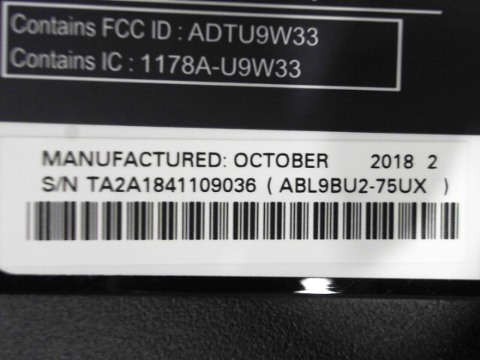 Contains FCC ID : ADTU9W33
Contains IC : 1178A-U9W33
MANUFACTURED: OCTOBER 2018 2
S/N TA2A1841109036 ( ABL9BU2-75UX )